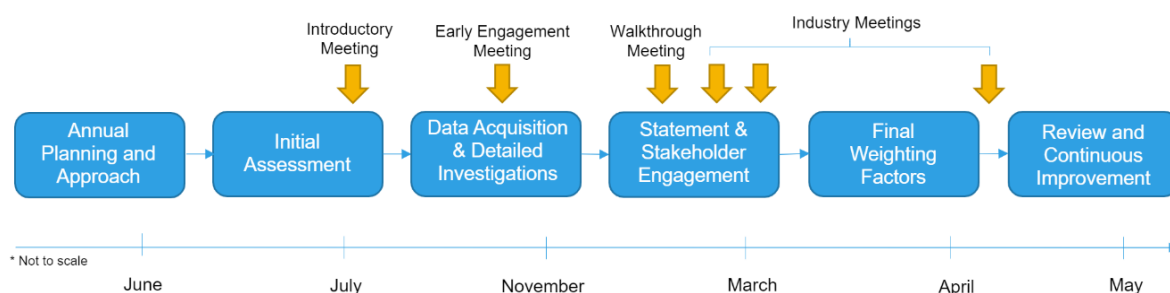 Introductory
Meeting
Early Engagement
Meeting
Walkthrough
Meeting
Industry Meetings
Annual
Planning and
Approach
Initial
Assessment
Data Acquisition
& Detailed
Investigations
Statement &
Stakeholder
Engagement
Final
Weighting
Factors
Review and
Continuous
Improvement
* Not to scale
June
July
November
March
April
May